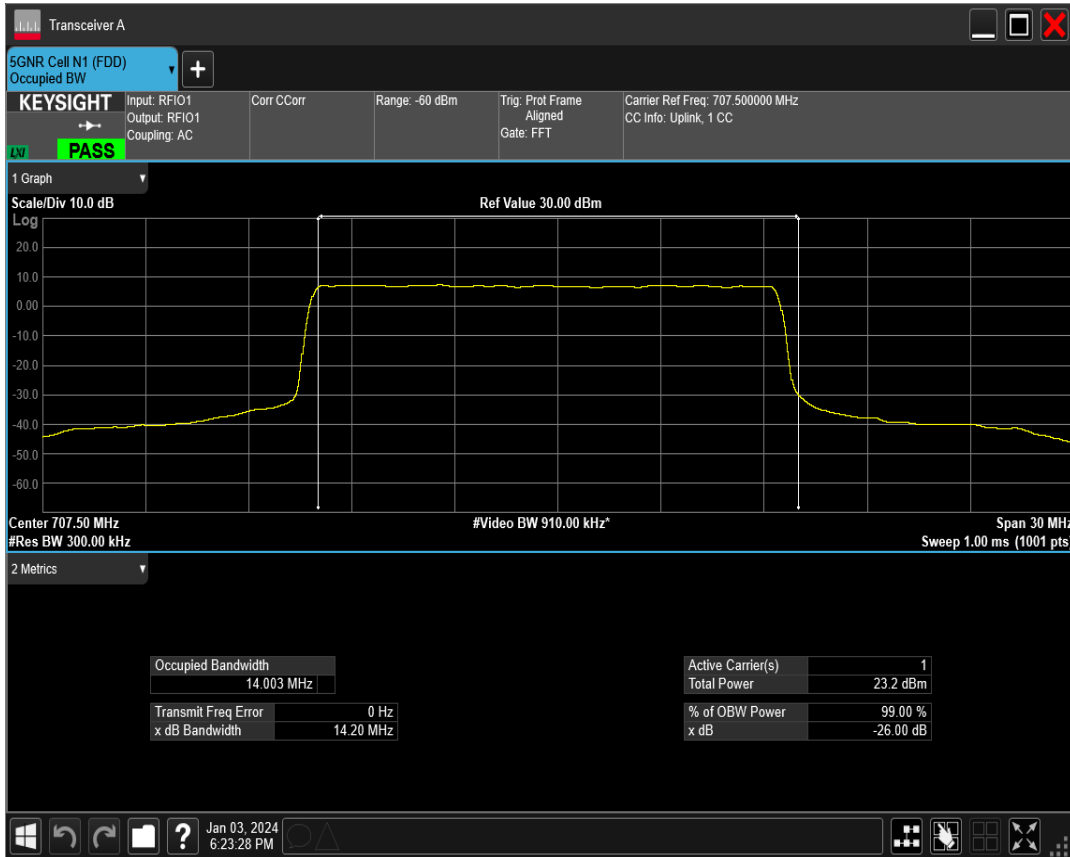 Transceiver A
5GNR Cell N1 (FDD)
Occupied BW
+
KEYSIGHT
LXI
PASS
Input: RFIO1
Output: RFIO1
Coupling: AC
Corr CCorr
Range: -60 dBm
Trig: Prot Frame
Aligned
Gate: FFT
Carrier Ref Freq: 707.500000 MHz
CC Info: Uplink, 1 CC
1 Graph
Scale/Div 10.0 dB
Ref Value 30.00 dBm
Log
20.0
10.0
0.00
-10.0
-20.0
-30.0
-40.0
-50.0
-60.0
Center 707.50 MHz
#Video BW 910.00 kHz*
Span 30 MHz
#Res BW 300.00 kHz
Sweep 1.00 ms (1001 pts)
2 Metrics
Occupied Bandwidth
14.003 MHz
Transmit Freq Error 0 Hz
x dB Bandwidth 14.20 MHz
Active Carrier(s) 1
Total Power 23.2 dBm
% of OBW Power 99.00 %
x dB -26.00 dB
?
Jan 03, 2024
6:23:28 PM